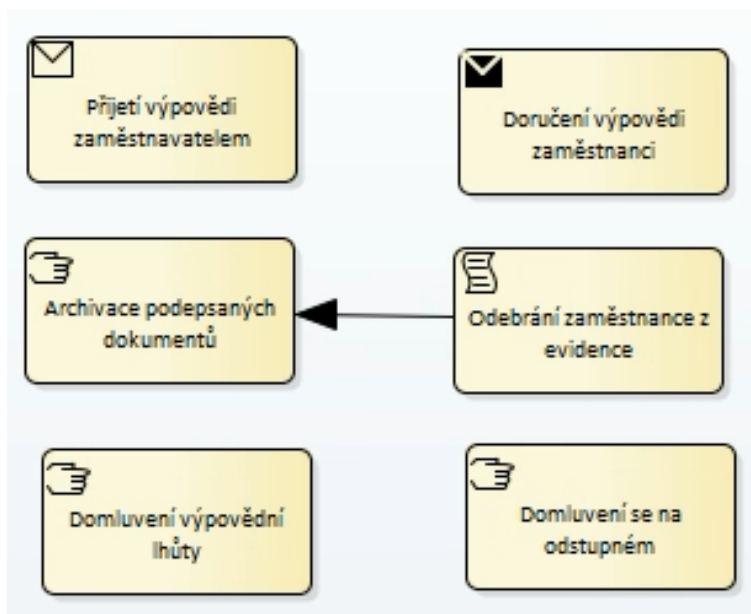 Přijetí výpovědi
zaměstnavatelem
Doručení výpovědi
zaměstnanci
Archivace podepsaných
dokumentů
Odebrání zaměstnance z
evidence
Domluvení výpovědní
lhůty
Domluvení se na
odstupném